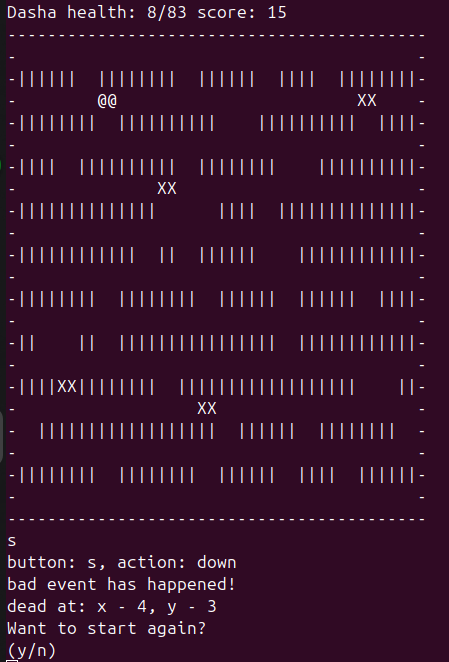 Dasha health: 8/83 score: 15
------------------------------------------
-                                        -
-||||||  ||||||||  ||||||  ||||  ||||||||-
-        @@                        XX    -
-||||||||  ||||||||||    ||||||||||  ||||-
-                                        -
-||||  ||||||||||  ||||||||    ||||||||||-
-              XX                        -
-||||||||||||||      ||||  ||||||||||||||-
-                                        -
-||||||||||||  ||  ||||||    ||||||||||||-
-                                        -
-||||||||  ||||||||  ||||||  ||||||  ||||-
-                                        -
-||    ||  ||||||||||||||||  ||||||||||||-
-                                        -
-||||XX||||||||  ||||||||||||||||||    ||-
-                  XX                    -
-  ||||||||||||||||||  ||||||  ||||||||  -
-                                        -
-||||||||  ||||||||  ||||||  ||||  ||||||-
-                                        -
------------------------------------------
s
button: s, action: down
bad event has happened!
dead at: x - 4, y - 3
Want to start again?
(y/n)